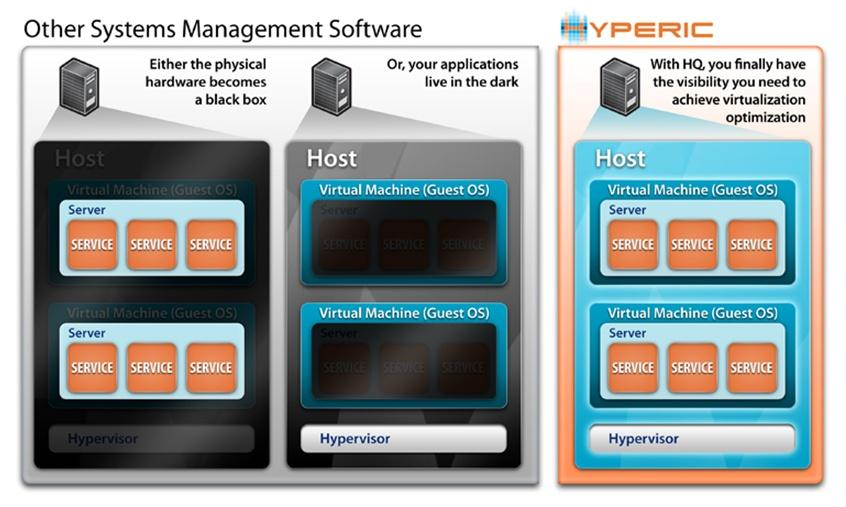 Other Systems Management Software
HYPERIC
Either the physical
hardware becomes
a black box
Or, your applications
live in the dark
With HQ, you finally have
the visibility you need to
achieve virtualization
optimization
Host
Virtual Machine (Guest OS)
Server
SERVICE SERVICE SERVICE
Virtual Machine (Guest OS)
Server
SERVICE SERVICE SERVICE
Hypervisor
Host
Virtual Machine (Guest OS)
Server
SERVICE SERVICE SERVICE
Virtual Machine (Guest OS)
Server
SERVICE SERVICE SERVICE
Hypervisor
Host
Virtual Machine (Guest OS)
Server
SERVICE SERVICE SERVICE
Virtual Machine (Guest OS)
Server
SERVICE SERVICE SERVICE
Hypervisor